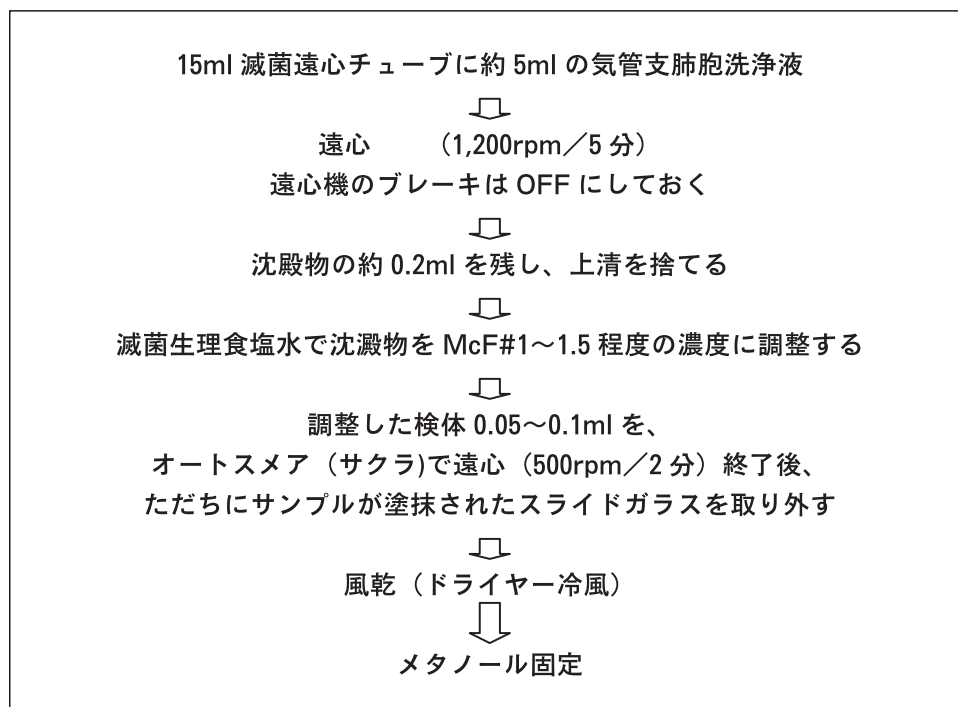 15ml 滅菌遠心チューブに約 5ml の気管支肺胞洗浄液
遠心　　（1,200rpm／5 分）
遠心機のブレーキは OFF にしておく
沈殿物の約 0.2ml を残し、上清を捨てる
滅菌生理食塩水で沈澱物を McF#1～1.5 程度の濃度に調整する
調整した検体 0.05～0.1ml を、
オートスメア（サクラ)で遠心（500rpm／2 分）終了後、
ただちにサンプルが塗抹されたスライドガラスを取り外す
風乾（ドライヤー冷風）
メタノール固定